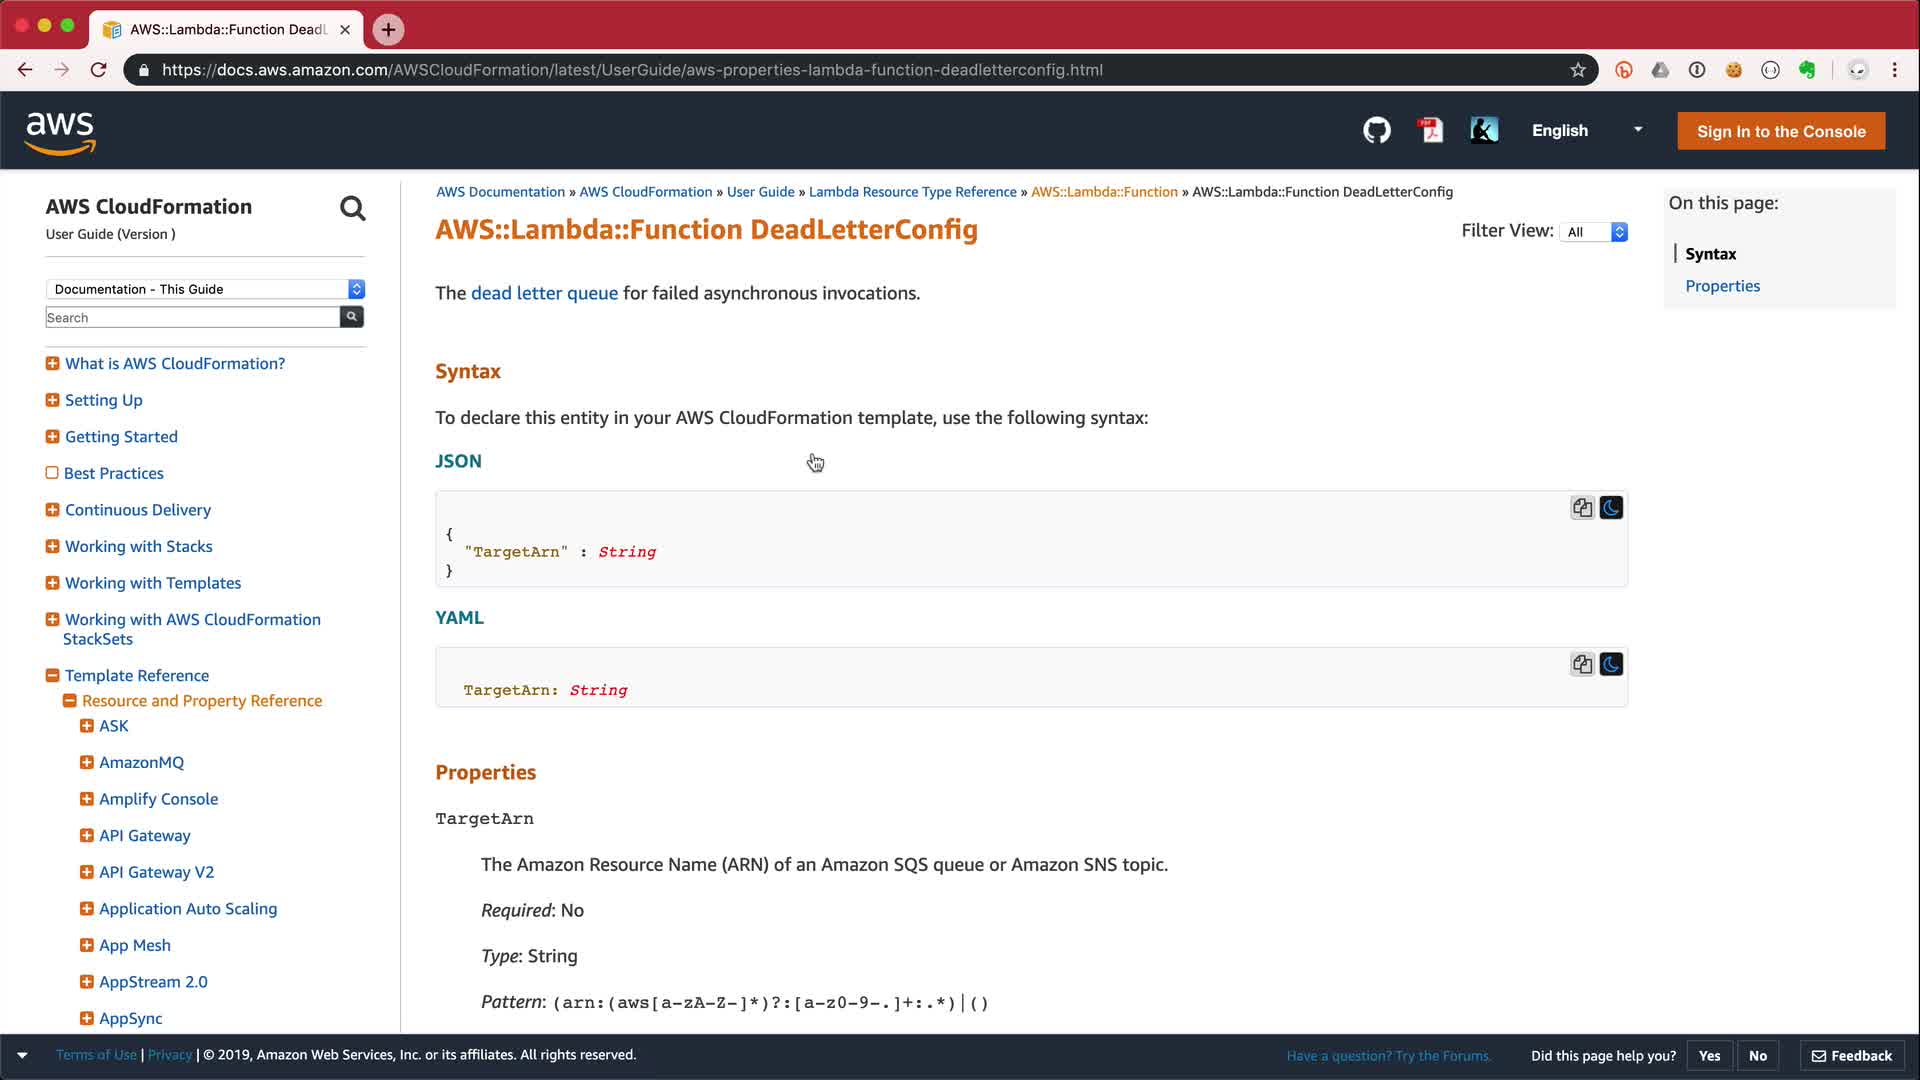 AWS::Lambda::Function DeadL
https://docs.aws.amazon.com/AWSCloudFormation/latest/UserGuide/aws-properties-lambda-function-deadletterconfig.html
aws
PDF
English
Sign In to the Console
AWS CloudFormation
User Guide (Version )
Documentation - This Guide
Search
What is AWS CloudFormation?
Setting Up
Getting Started
Best Practices
Continuous Delivery
Working with Stacks
Working with Templates
Working with AWS CloudFormation
StackSets
Template Reference
Resource and Property Reference
ASK
AmazonMQ
Amplify Console
API Gateway
API Gateway V2
Application Auto Scaling
App Mesh
AppStream 2.0
AppSync
AWS Documentation » AWS CloudFormation » User Guide » Lambda Resource Type Reference » AWS::Lambda::Function » AWS::Lambda::Function DeadLetterConfig
AWS::Lambda::Function DeadLetterConfig
Filter View: All
The dead letter queue for failed asynchronous invocations.
Syntax
To declare this entity in your AWS CloudFormation template, use the following syntax:
JSON
{
"TargetArn" : String
}
YAML
TargetArn: String
Properties
TargetArn
The Amazon Resource Name (ARN) of an Amazon SQS queue or Amazon SNS topic.
Required: No
Type: String
Pattern: (arn:(aws[a-zA-Z-]*)?:[a-z0-9-.]+:.*)|()
On this page:
Syntax
Properties
Terms of Use | Privacy | © 2019, Amazon Web Services, Inc. or its affiliates. All rights reserved.
Have a question? Try the Forums.
Did this page help you?
Yes
No
Feedback